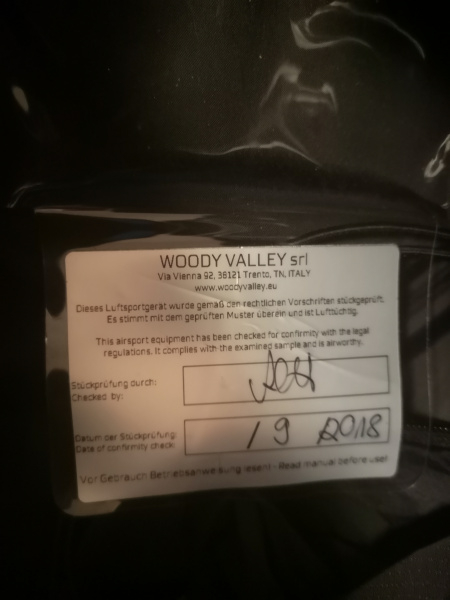 WOODY VALLEY srl
Via Vienna 92, 38121 Trento, TN, ITALY
www.woodyvalley.eu
Dieses Luftsportgerät wurde gemäß den rechtlichen Vorschriften stückgeprüft.
Es stimmt mit dem geprüften Muster überein und ist Lufttüchtig.
This airsport equipment has been checked for confirmity with the legal
regulations. It complies with the examined sample and is airworthy.
Stückprüfung durch:
Checked by:
Datum der Stückprüfung:
Date of confirmity check:
/ 9 2018
Vor Gebrauch Betriebsanweisung lesen! - Read manual before use!